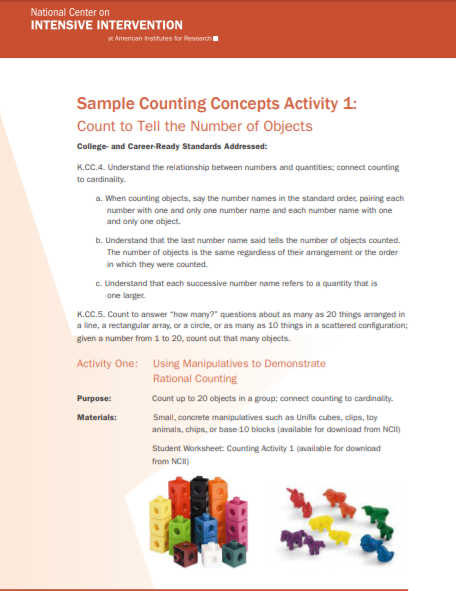 National Center on
INTENSIVE INTERVENTION
at American Institutes for Research
Sample Counting Concepts Activity 1:
Count to Tell the Number of Objects
College- and Career-Ready Standards Addressed:
K.CC.4. Understand the relationship between numbers and quantities; connect counting
to cardinality.
a. When counting objects, say the number names in the standard order, pairing each
number with one and only one number name and each number name with one
and only one object.
b. Understand that the last number name said tells the number of objects counted.
The number of objects is the same regardless of their arrangement or the order
in which they were counted.
c. Understand that each successive number name refers to a quantity that is
one larger.
K.CC.5. Count to answer “how many?” questions about as many as 20 things arranged in
a line, a rectangular array, or a circle, or as many as 10 things in a scattered configuration;
given a number from 1 to 20, count out that many objects.
Activity One: Using Manipulatives to Demonstrate
Rational Counting
Purpose: Count up to 20 objects in a group; connect counting to cardinality.
Materials: Small, concrete manipulatives such as Unifix cubes, clips, toy
animals, chips, or base-10 blocks (available for download from NCII)
Student Worksheet: Counting Activity 1 (available for download
from NCII)